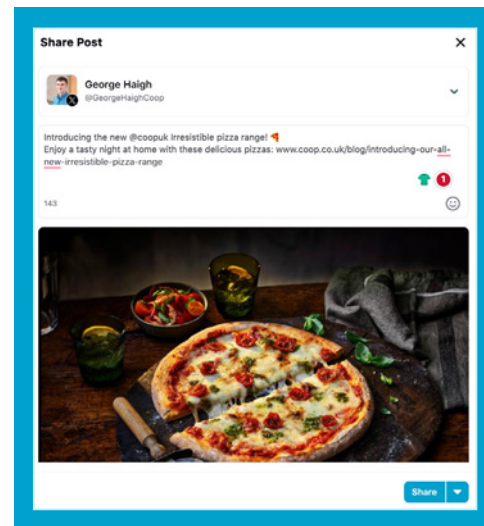 Share Post
George Haigh
@GeorgeHaighCoop
Introducing the new @coopuk Irresistible pizza range! 🍕
Enjoy a tasty night at home with these delicious pizzas: www.coop.co.uk/blog/introducing-our-all-
new-irresistible-pizza-range
1
143
Share